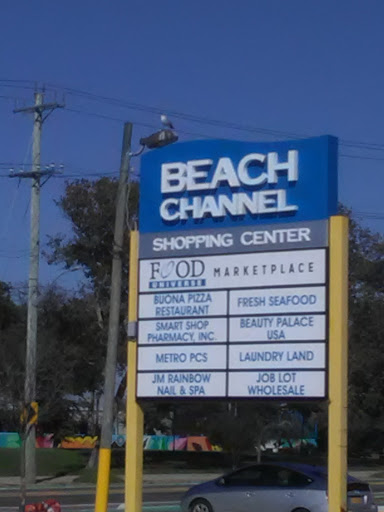 BEACH
CHANNEL
SHOPPING CENTER
FOOD
UNIVERSE
MARKETPLACE
BUONA PIZZA
RESTAURANT
FRESH SEAFOOD
SMART SHOP
PHARMACY, INC.
BEAUTY PALACE
USA
METRO PCS
LAUNDRY LAND
JM RAINBOW
NAIL & SPA
JOB LOT
WHOLESALE